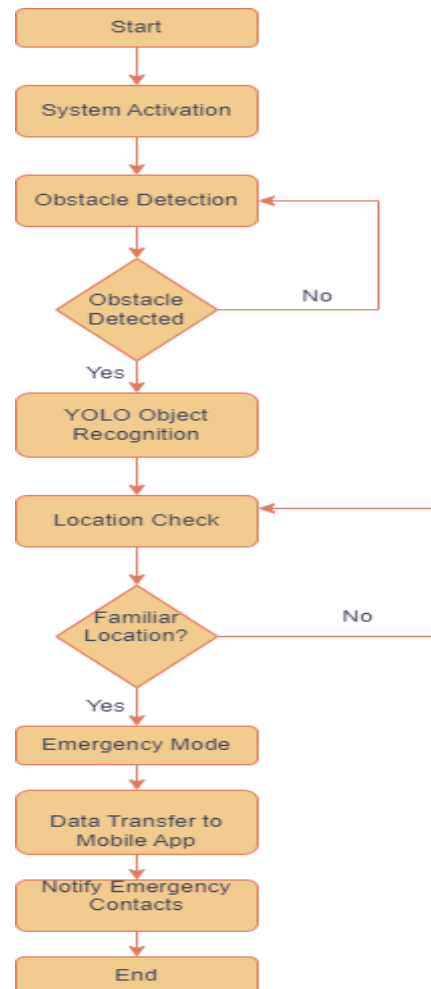 Start
System Activation
Obstacle Detection
Obstacle
Detected
No
Yes
YOLO Object
Recognition
Location Check
Familiar
Location?
No
Yes
Emergency Mode
Data Transfer to
Mobile App
Notify Emergency
Contacts
End